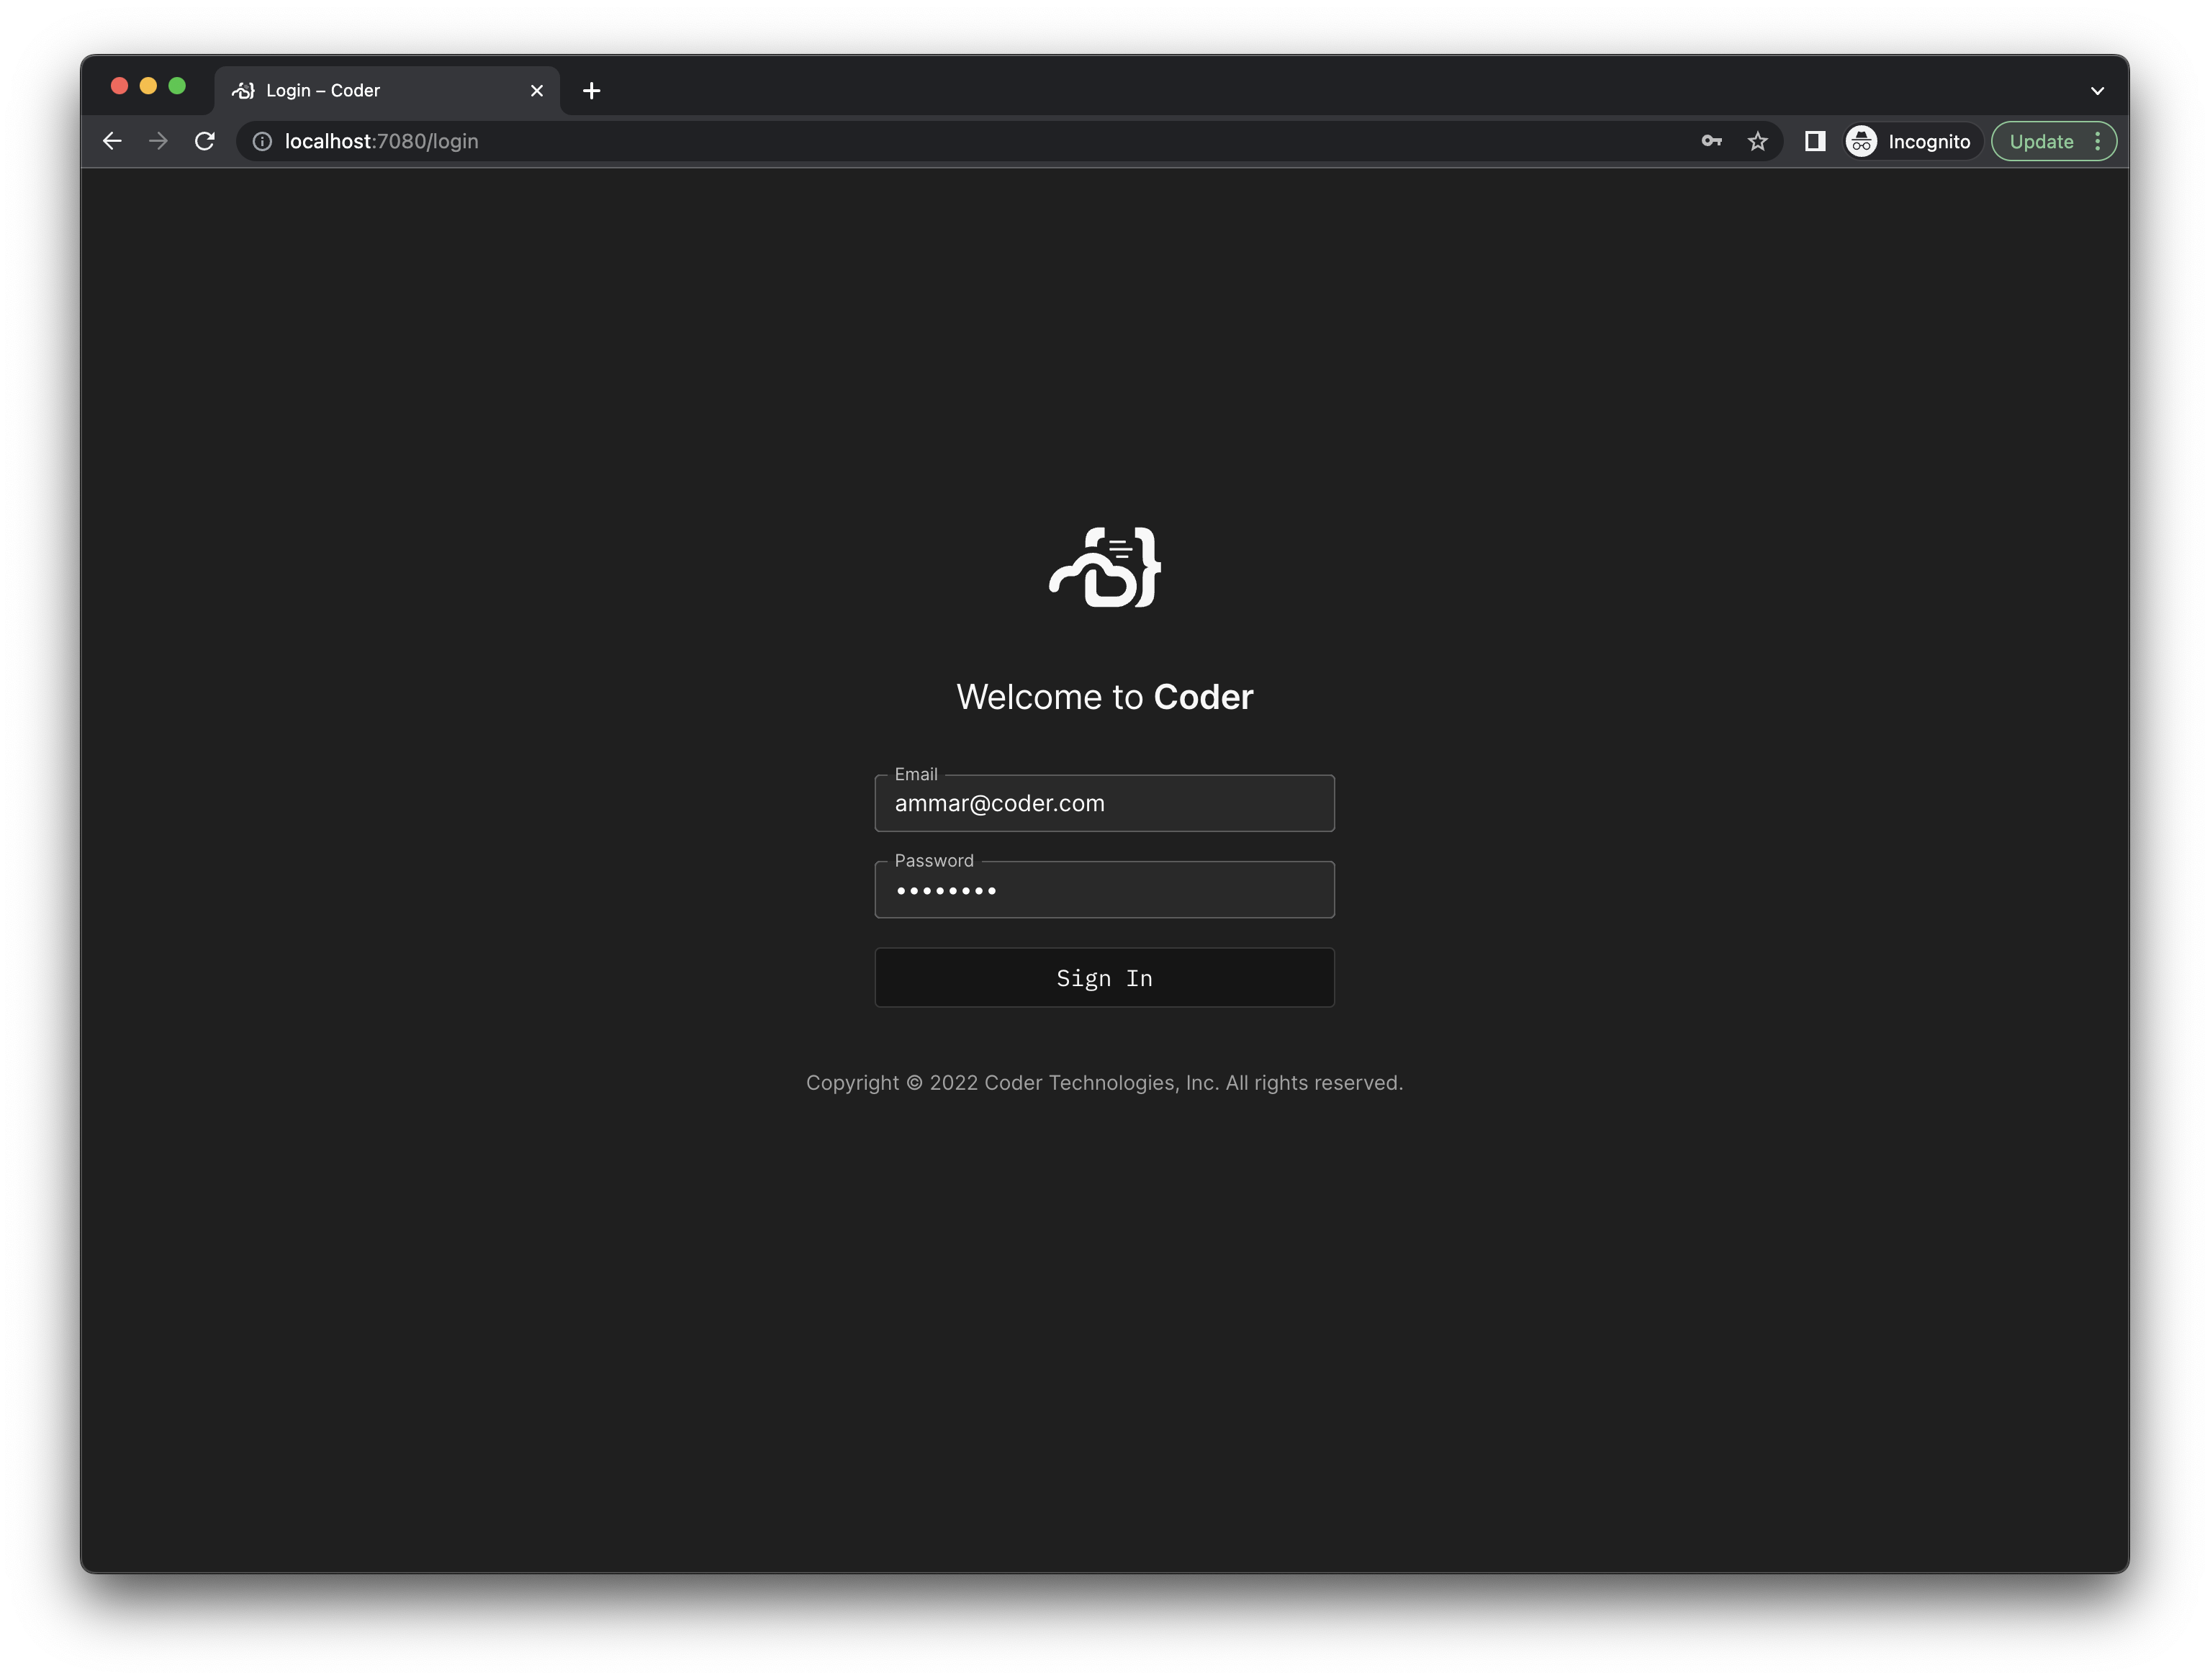 Login – Coder
localhost:7080/login
Incognito
Update
Welcome to Coder
Email
ammar@coder.com
Password
••••••••
Sign In
Copyright © 2022 Coder Technologies, Inc. All rights reserved.